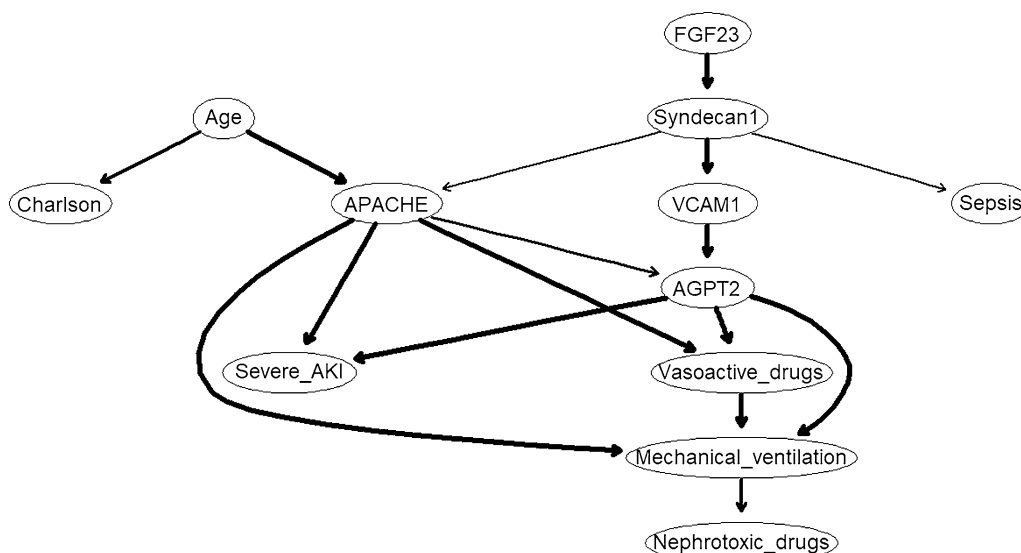 FGF23
Age
Syndecan1
Charlson
APACHE
VCAM1
Sepsis
AGPT2
Severe_AKI
Vasoactive_drugs
Mechanical_ventilation
Nephrotoxic_drugs